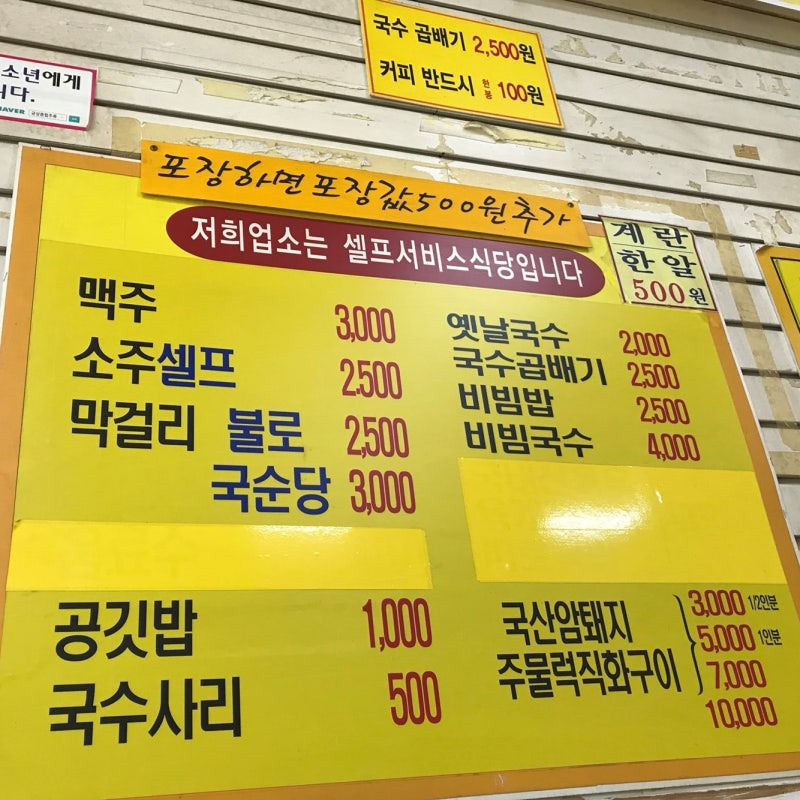 국수 곱배기 2,500원
커피 반드시 한봉 100원
소년에게
니다.
NAVER
포장하면 포장값 500원 추가
저희업소는 셀프서비스식당입니다
계란
한알
500원
맥주 3,000
소주셀프 2.500
막걸리 불로 2,500
국순당 3,000
옛날국수 2,000
국수곱배기 2,500
비빔밥 2,500
비빔국수 4,000
공깃밥 1,000
국수사리 500
국산암퇘지
주물럭직화구이
3,000 1/2인분
5,000 1인분
7,000
10,000